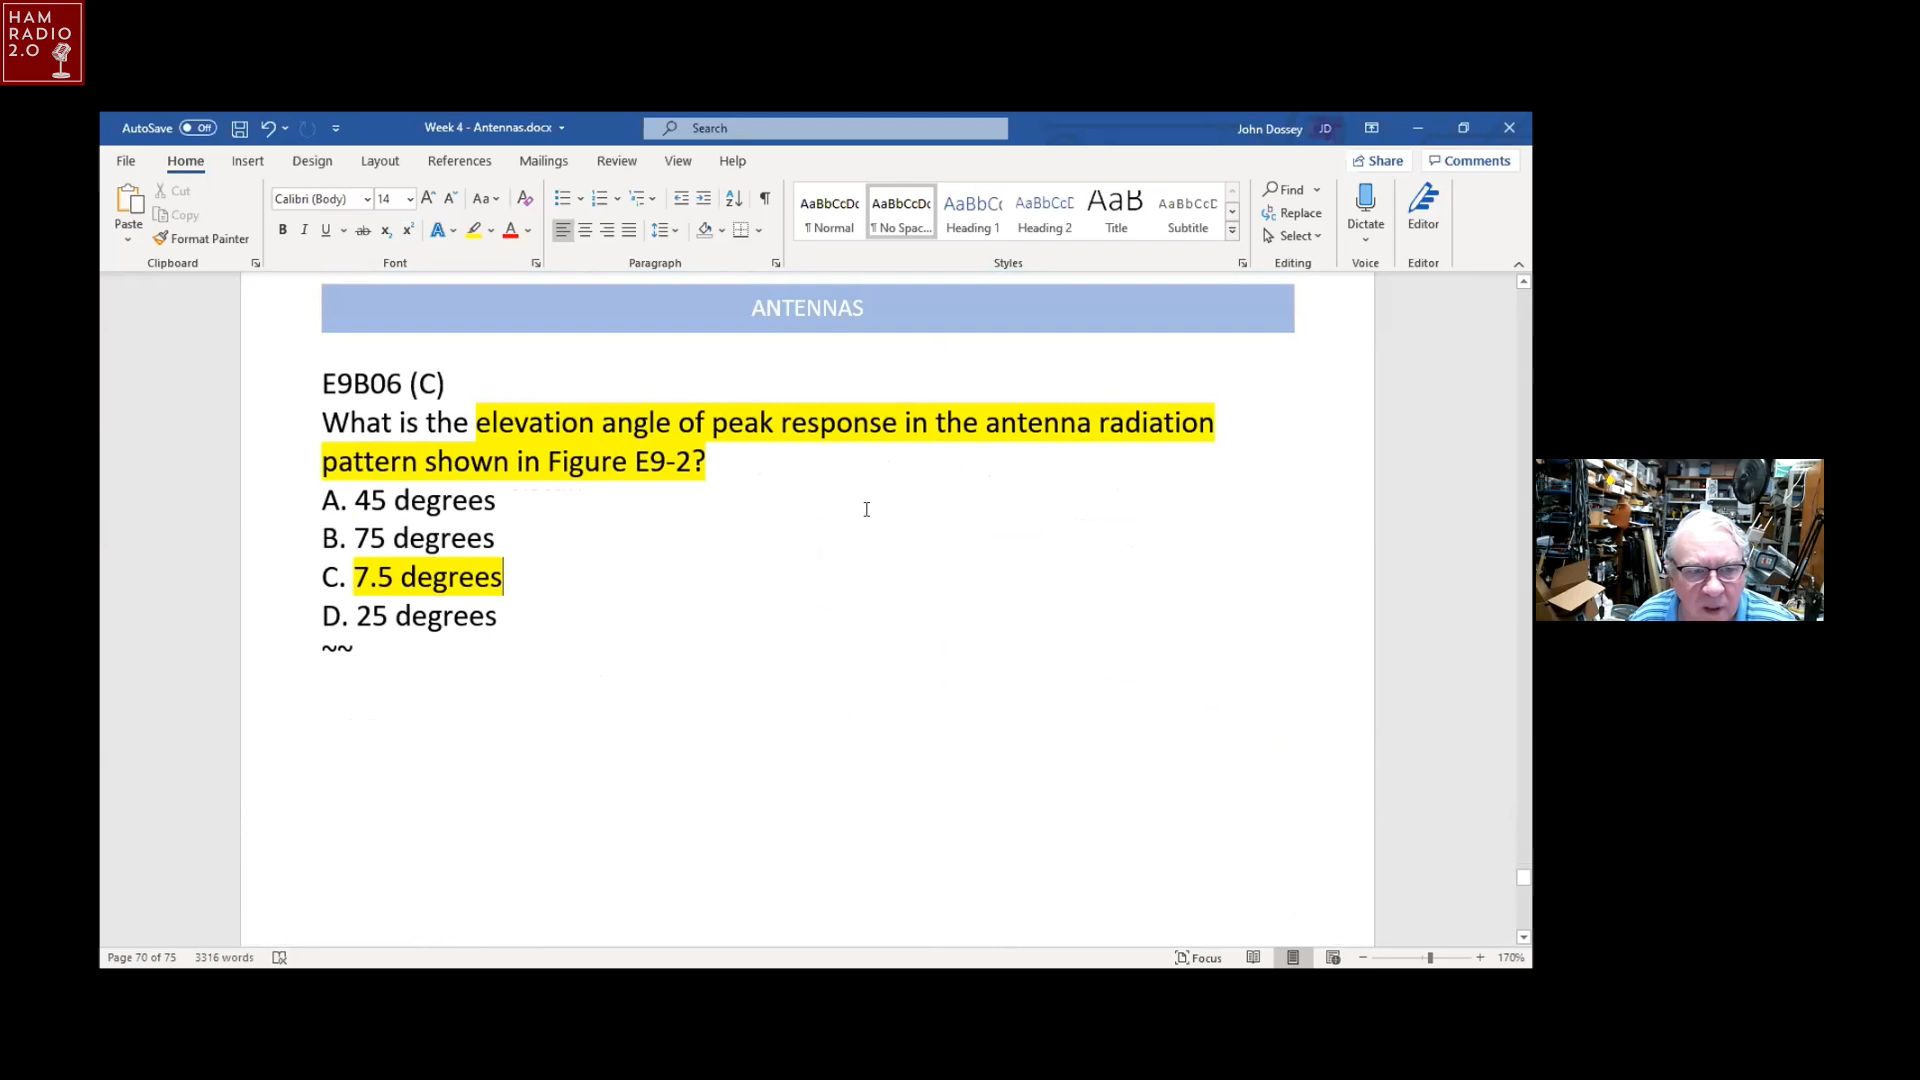 HAM
RADIO
2.0
AutoSave Off
Week 4 - Antennas.docx
Search
John Dossey JD
File Home Insert Design Layout References Mailings Review View Help
Share Comments
Paste
Cut
Copy
Format Painter
Clipboard
Calibri (Body) 14
Font
Paragraph
AaBbCcDc AaBbCcDc AaBbCc AaBbCcD AaB AaBbCcD
¶ Normal ¶ No Spac... Heading 1 Heading 2 Title Subtitle
Styles
Find
Replace
Select
Editing
Dictate
Voice
Editor
Editor
ANTENNAS
E9B06 (C)
What is the elevation angle of peak response in the antenna radiation
pattern shown in Figure E9-2?
A. 45 degrees
B. 75 degrees
C. 7.5 degrees
D. 25 degrees
~~
Page 70 of 75 3316 words
Focus
170%